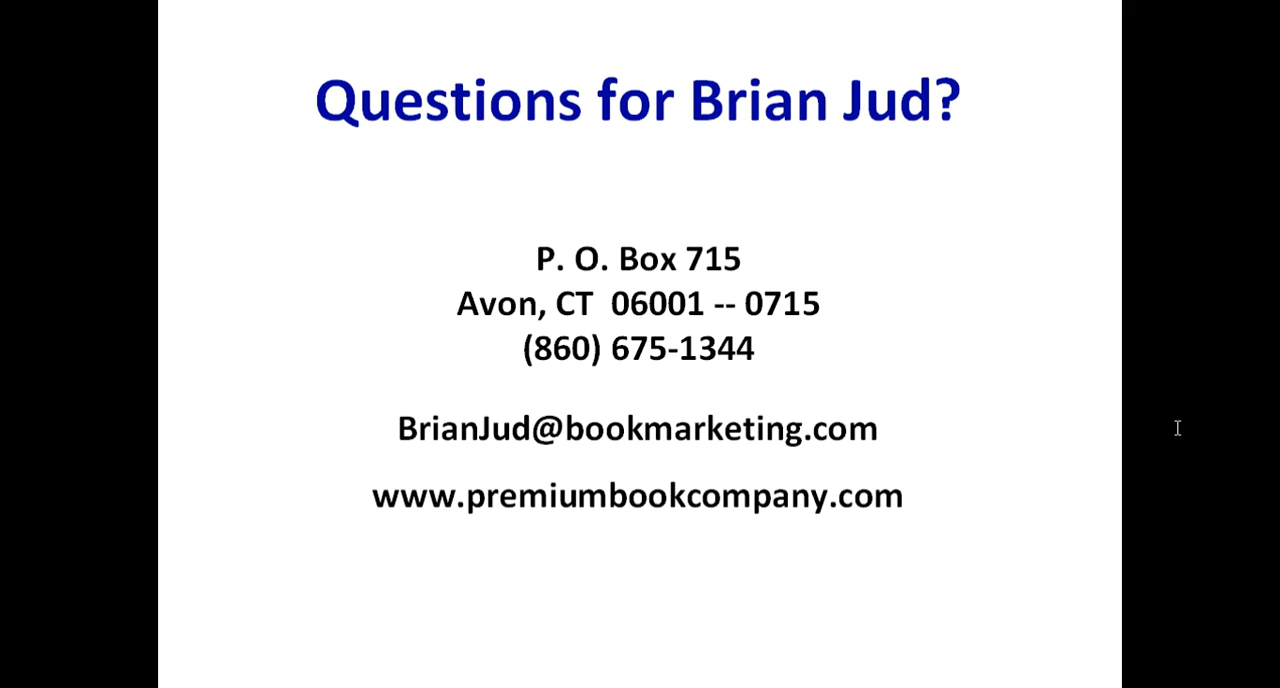 Questions for Brian Jud?
P. O. Box 715
Avon, CT  06001 -- 0715
(860) 675-1344
BrianJud@bookmarketing.com
www.premiumbookcompany.com